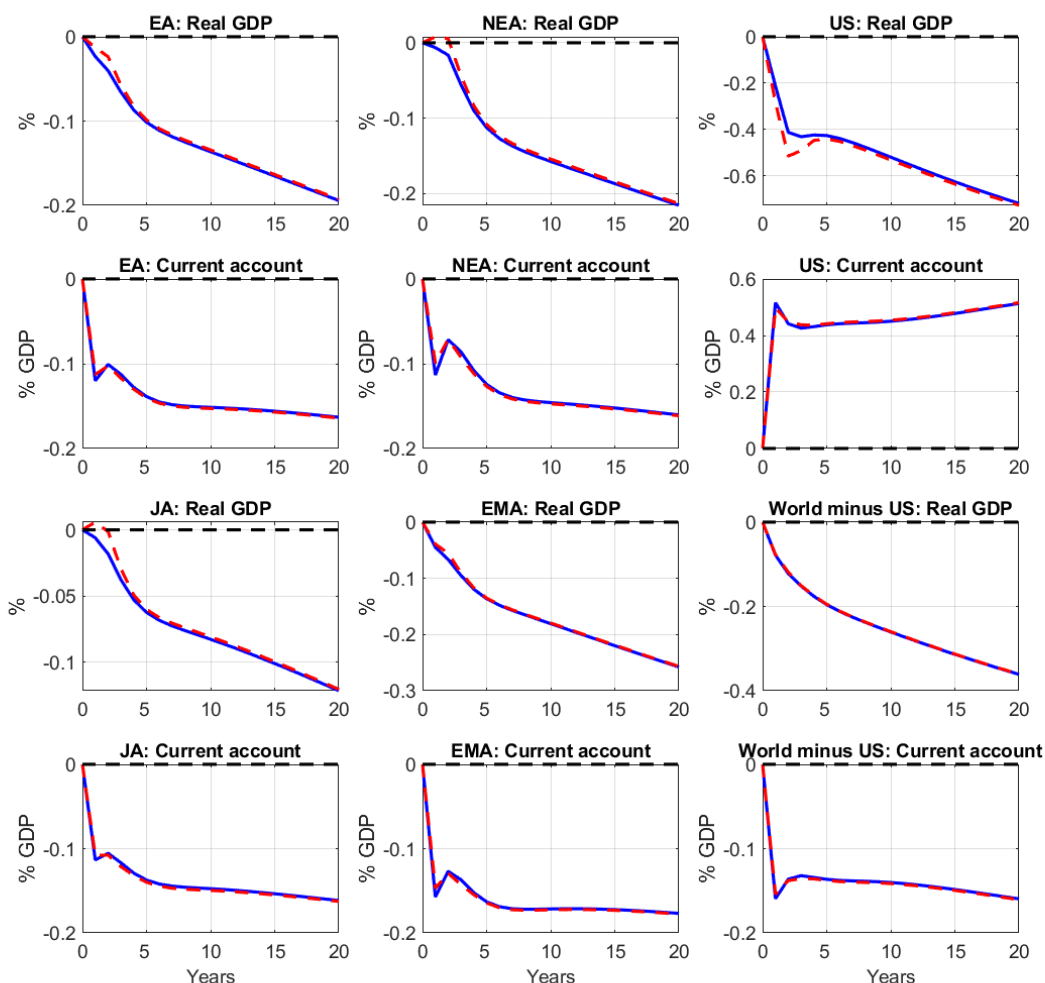 EA: Real GDP
NEA: Real GDP
US: Real GDP
0
-0.1
-0.2
%
0 5 10 15 20
0
-0.1
-0.2
%
0 5 10 15 20
0
-0.2
-0.4
-0.6
%
0 5 10 15 20
EA: Current account
NEA: Current account
US: Current account
0
-0.1
-0.2
% GDP
0 5 10 15 20
0
-0.1
-0.2
% GDP
0 5 10 15 20
0.6
0.4
0.2
0
% GDP
0 5 10 15 20
JA: Real GDP
EMA: Real GDP
World minus US: Real GDP
0
-0.05
-0.1
%
0 5 10 15 20
0
-0.1
-0.2
-0.3
%
0 5 10 15 20
0
-0.2
-0.4
%
0 5 10 15 20
JA: Current account
EMA: Current account
World minus US: Current account
0
-0.1
-0.2
% GDP
0 5 10 15 20
Years
0
-0.1
-0.2
% GDP
0 5 10 15 20
Years
0
-0.1
-0.2
% GDP
0 5 10 15 20
Years